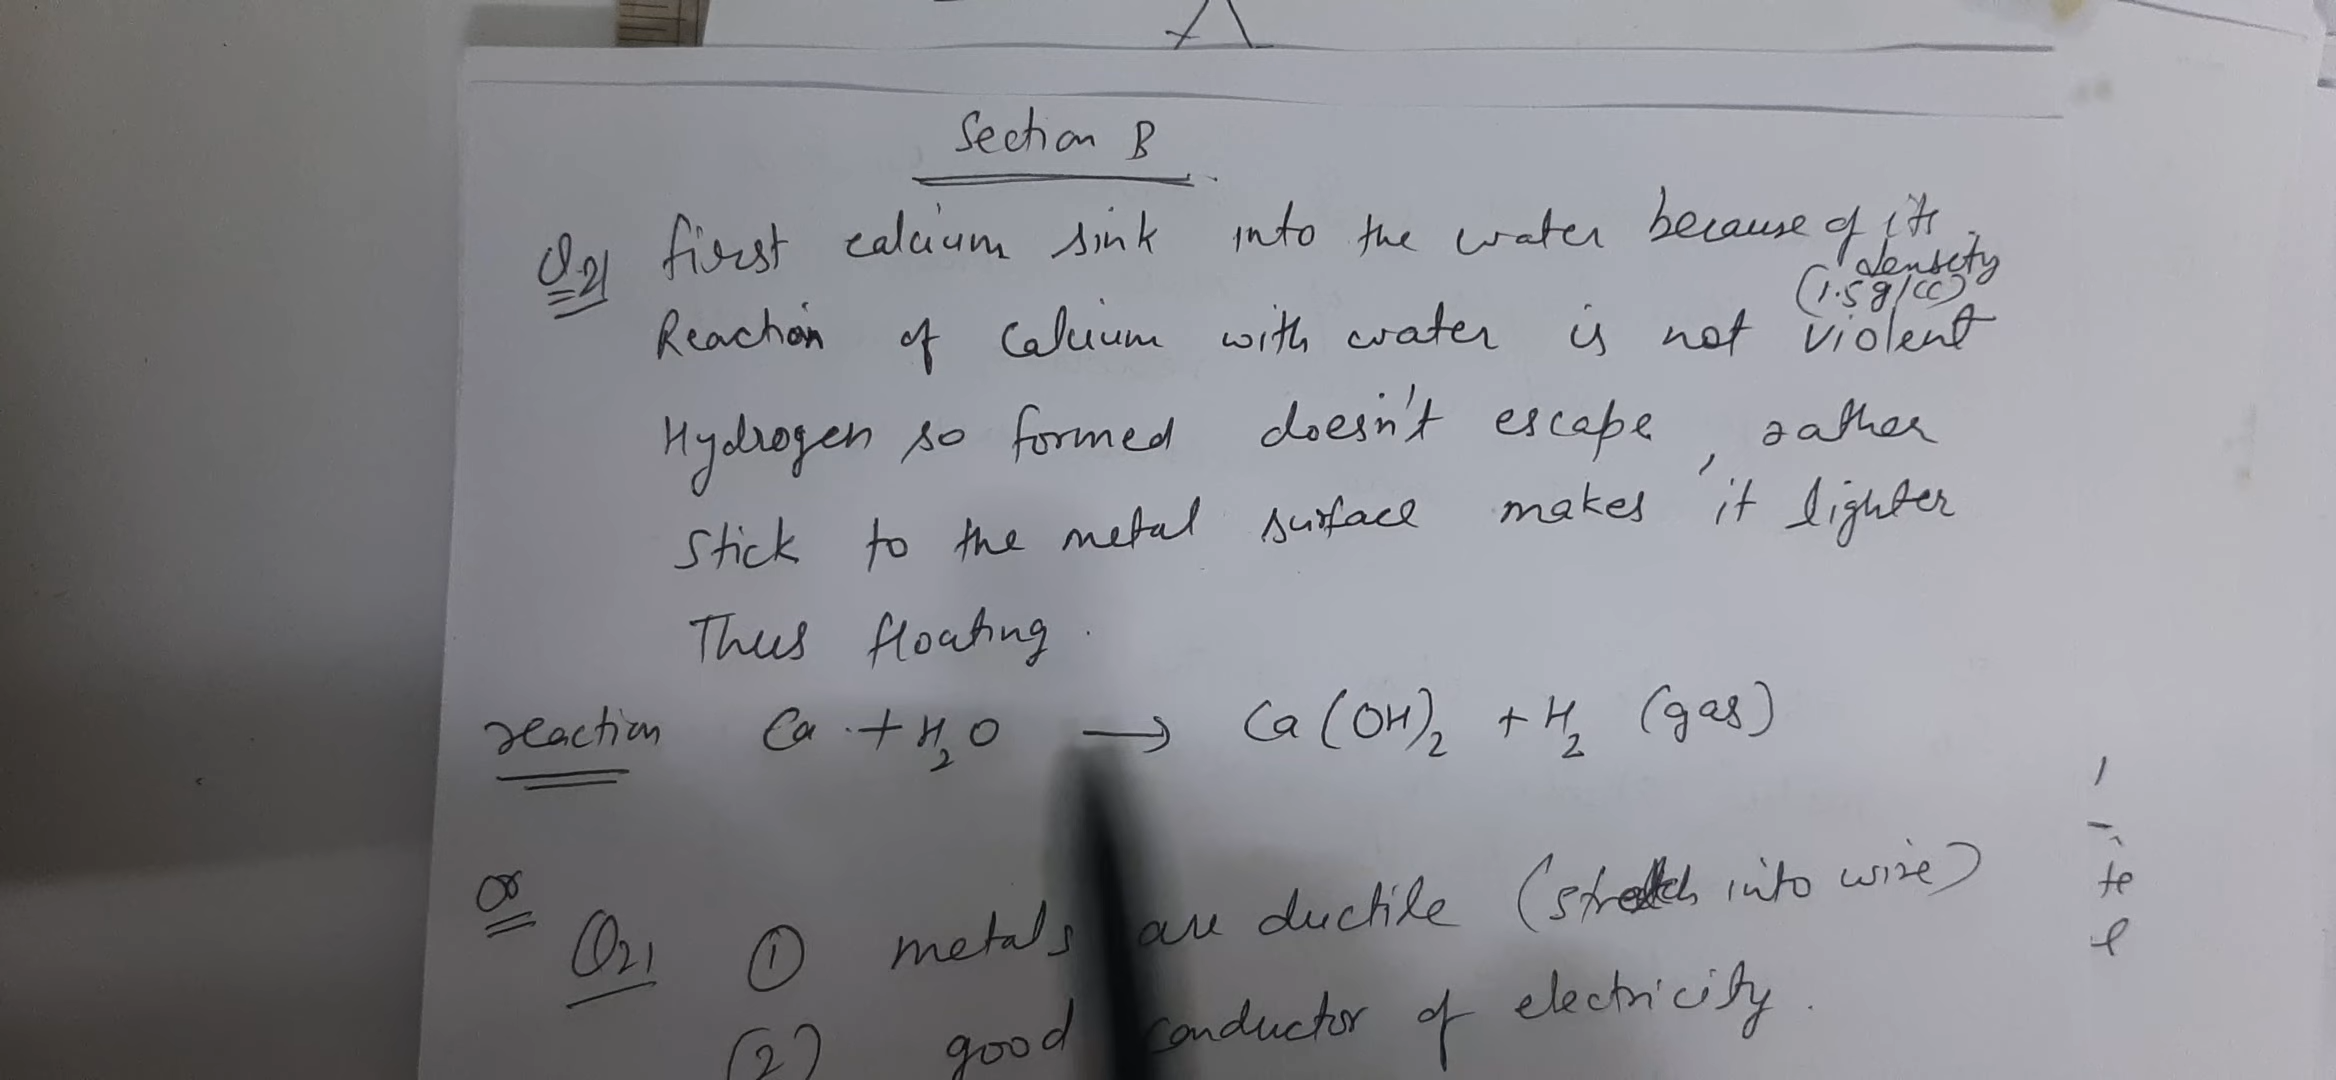 Section B
Q21 first calcium sink into the water because of its density
(1.5g/cc)
Reaction of Calcium with water is not violent
Hydrogen so formed doesn't escape, rather
Stick to the metal surface makes it lighter
Thus floating.
reaction Ca + H₂O → Ca(OH)₂ + H₂ (gas)
or
Q21 ① metals are ductile (stretch into wire)
(2) good conductor of electricity.